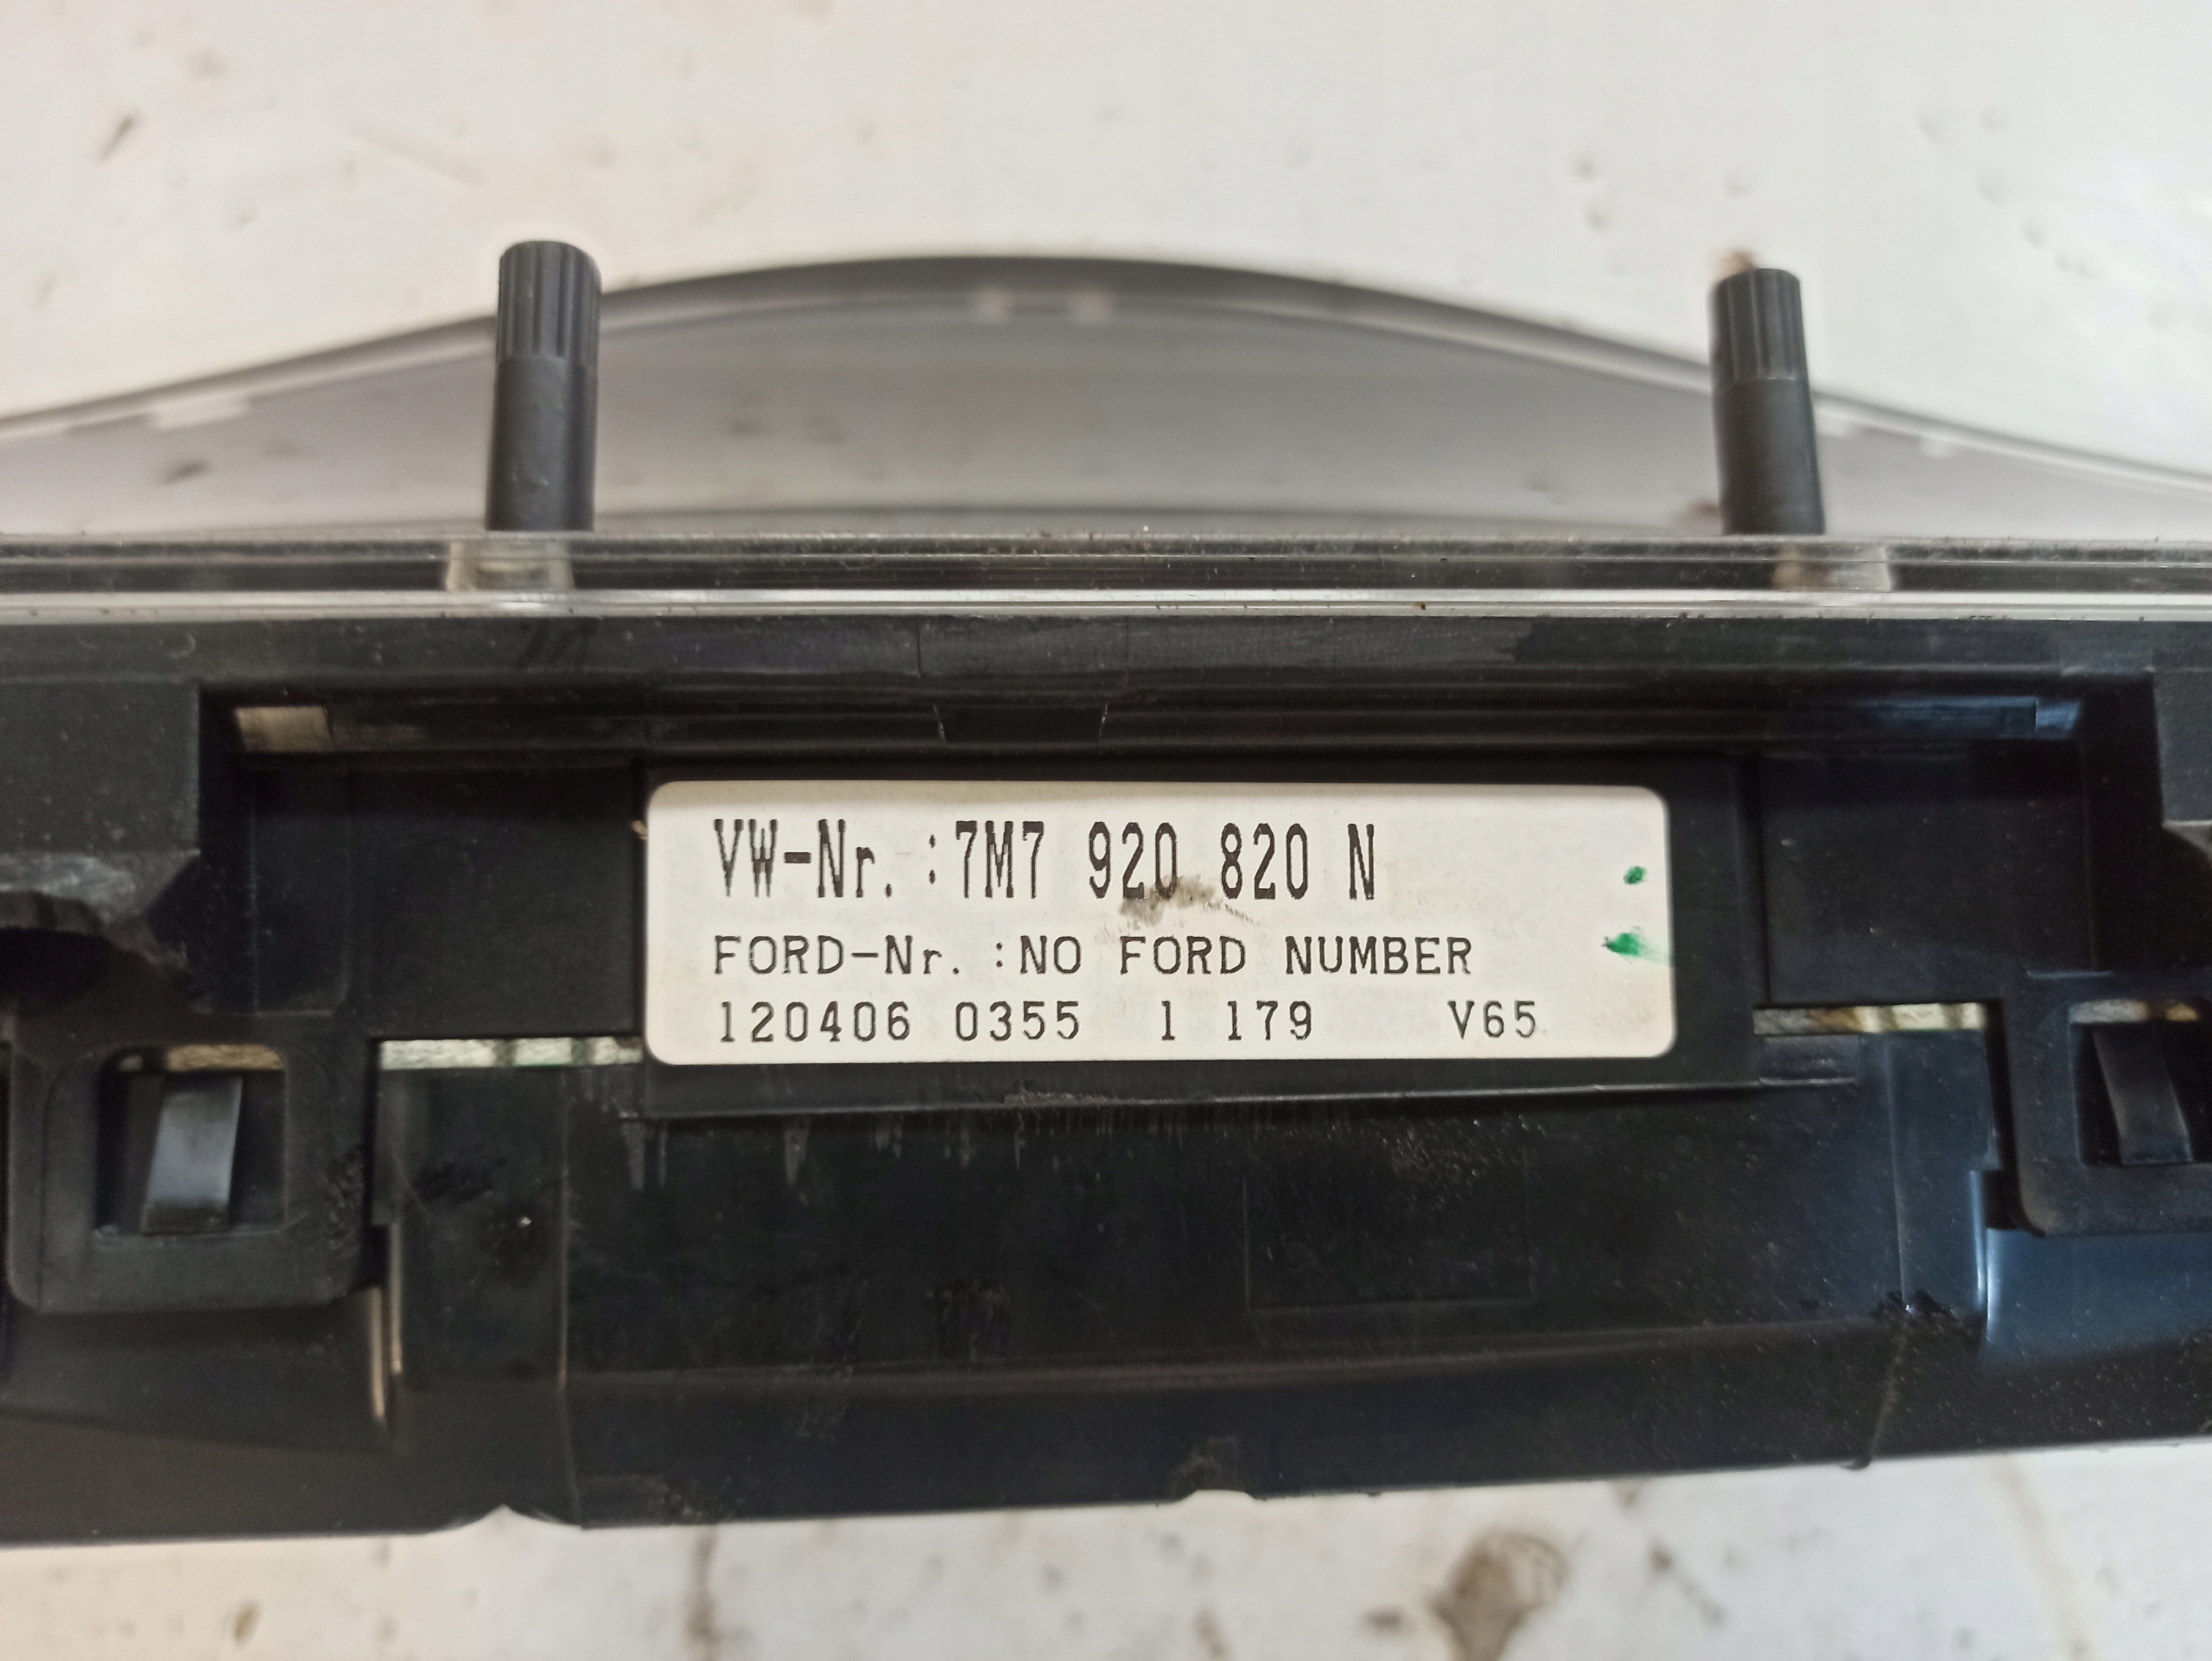 VW-Nr. :7M7 920 820 N
FORD-Nr. :NO FORD NUMBER
120406 0355 1 179 V65